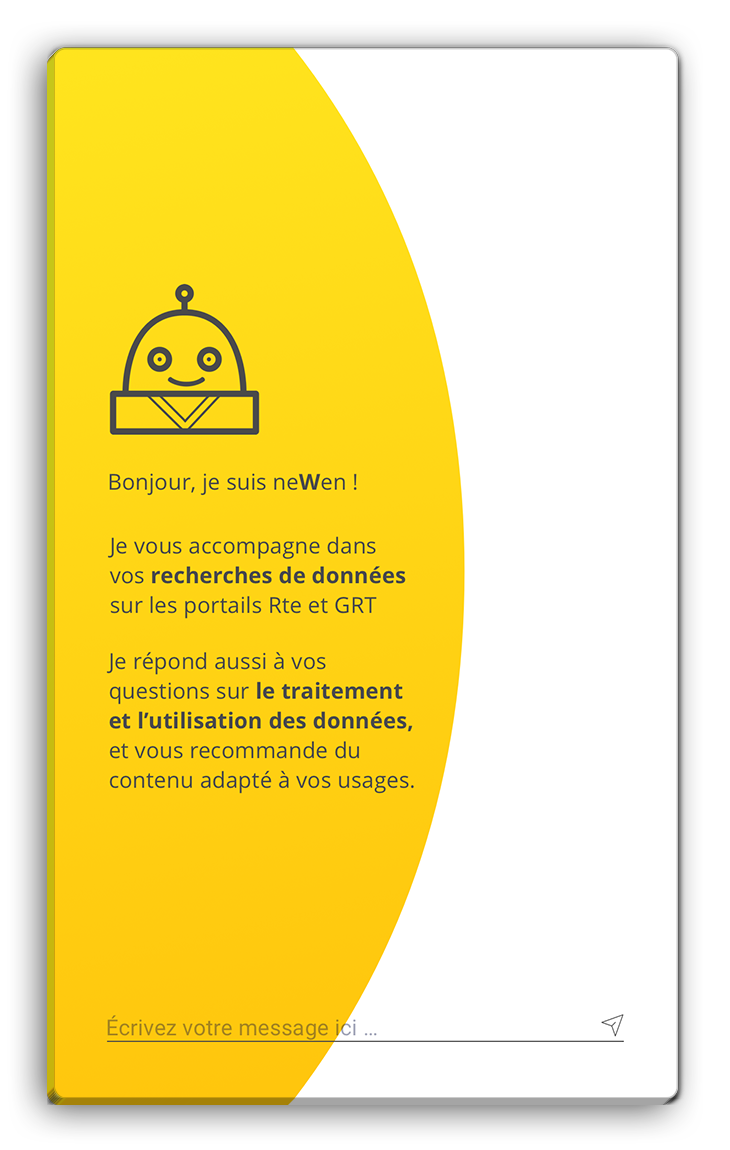 Bonjour, je suis neWen !
Je vous accompagne dans
vos recherches de données
sur les portails Rte et GRT
Je répond aussi à vos
questions sur le traitement
et l’utilisation des données,
et vous recommande du
contenu adapté à vos usages.
Écrivez votre message ici ...